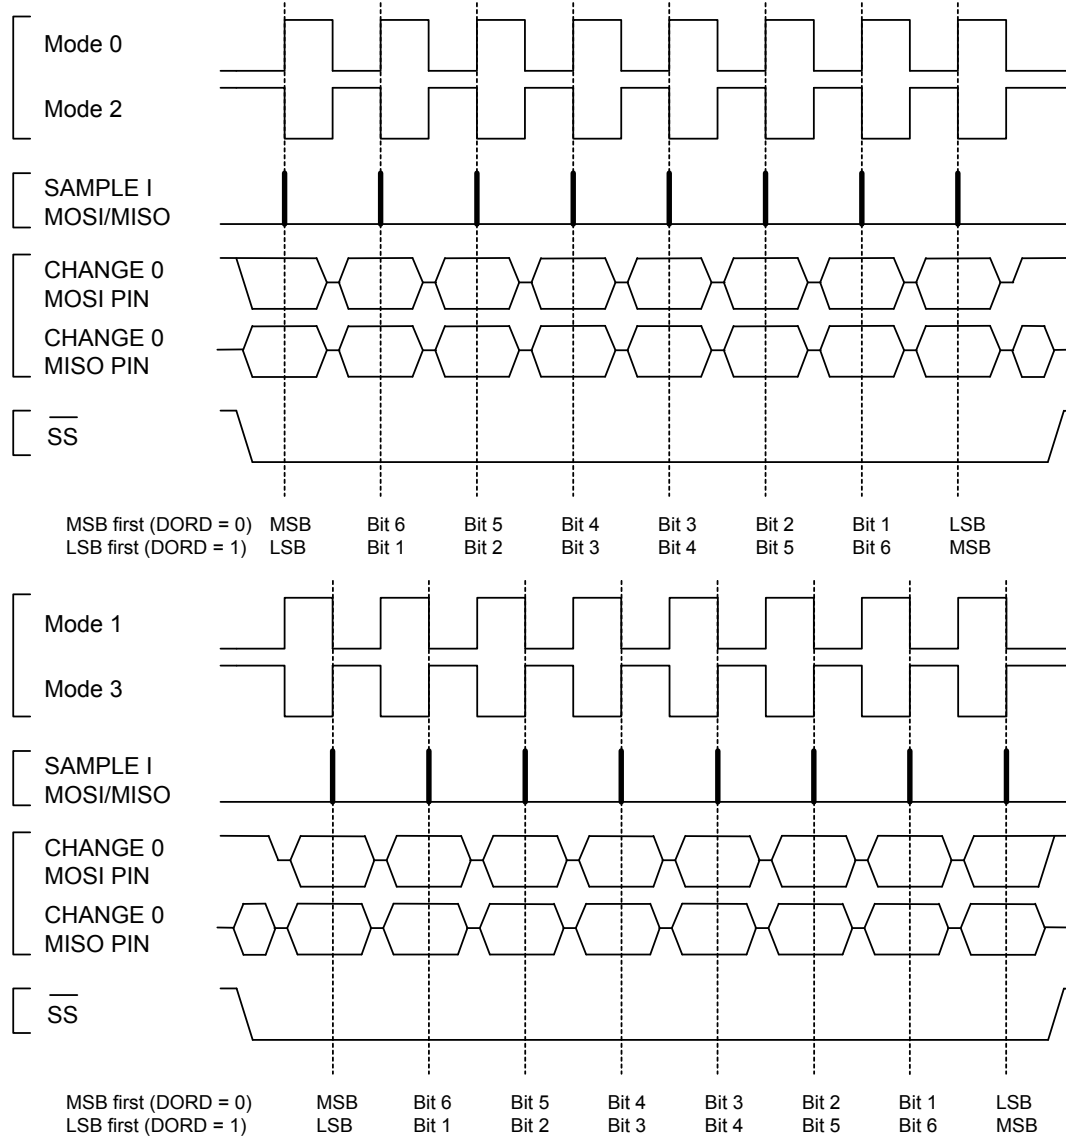 Mode 0
Mode 2
SAMPLE I
MOSI/MISO
CHANGE 0
MOSI PIN
CHANGE 0
MISO PIN
SS
MSB first (DORD = 0) MSB Bit 6 Bit 5 Bit 4 Bit 3 Bit 2 Bit 1 LSB
LSB first (DORD = 1) LSB Bit 1 Bit 2 Bit 3 Bit 4 Bit 5 Bit 6 MSB
Mode 1
Mode 3
SAMPLE I
MOSI/MISO
CHANGE 0
MOSI PIN
CHANGE 0
MISO PIN
SS
MSB first (DORD = 0) MSB Bit 6 Bit 5 Bit 4 Bit 3 Bit 2 Bit 1 LSB
LSB first (DORD = 1) LSB Bit 1 Bit 2 Bit 3 Bit 4 Bit 5 Bit 6 MSB